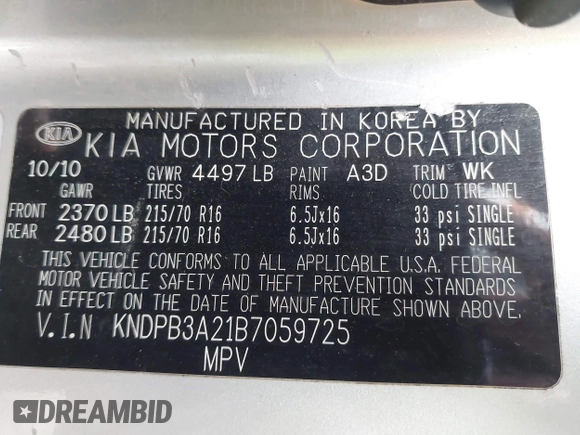 MANUFACTURED IN KOREA BY
KIA KIA MOTORS CORPORATION
10/10 GVWR 4497 LB PAINT A3D TRIM WK
GAWR TIRES RIMS COLD TIRE INFL
FRONT 2370 LB 215/70 R16 6.5Jx16 33 psi SINGLE
REAR 2480 LB 215/70 R16 6.5Jx16 33 psi SINGLE
THIS VEHICLE CONFORMS TO ALL APPLICABLE U.S.A. FEDERAL
MOTOR VEHICLE SAFETY AND THEFT PREVENTION STANDARDS
IN EFFECT ON THE DATE OF MANUFACTURE SHOWN ABOVE.
V.I.N KNDPB3A21B7059725
MPV
DREAMBID